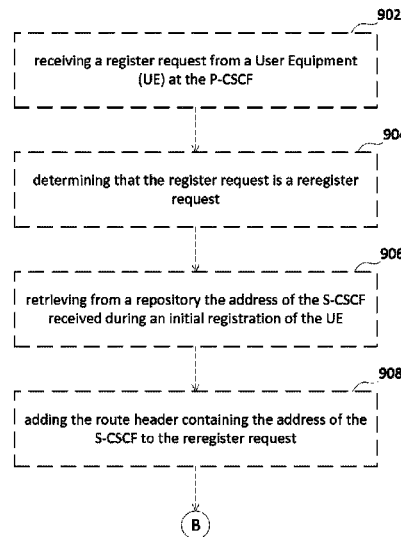 902
receiving a register request from a User Equipment
(UE) at the P-CSCF
904
determining that the register request is a reregister
request
906
retrieving from a repository the address of the S-CSCF
received during an initial registration of the UE
908
adding the route header containing the address of the
S-CSCF to the reregister request
B